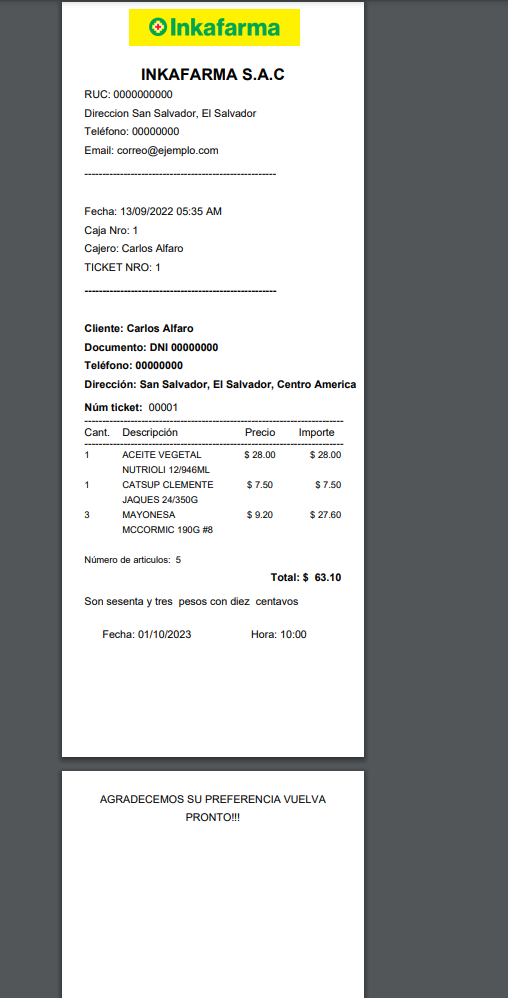 Inkafarma
INKAFARMA S.A.C
RUC: 0000000000
Direccion San Salvador, El Salvador
Teléfono: 00000000
Email: correo@ejemplo.com
-----------------------------------------------------
Fecha: 13/09/2022 05:35 AM
Caja Nro: 1
Cajero: Carlos Alfaro
TICKET NRO: 1
-----------------------------------------------------
Cliente: Carlos Alfaro
Documento: DNI 00000000
Teléfono: 00000000
Dirección: San Salvador, El Salvador, Centro America
Núm ticket: 00001
-----------------------------------------------------------------------
Cant. Descripción Precio Importe
-----------------------------------------------------------------------
1 ACEITE VEGETAL $ 28.00 $ 28.00
NUTRIOLI 12/946ML
1 CATSUP CLEMENTE $ 7.50 $ 7.50
JAQUES 24/350G
3 MAYONESA $ 9.20 $ 27.60
MCCORMIC 190G #8
Número de articulos: 5
Total: $ 63.10
Son sesenta y tres pesos con diez centavos
Fecha: 01/10/2023 Hora: 10:00
AGRADECEMOS SU PREFERENCIA VUELVA
PRONTO!!!